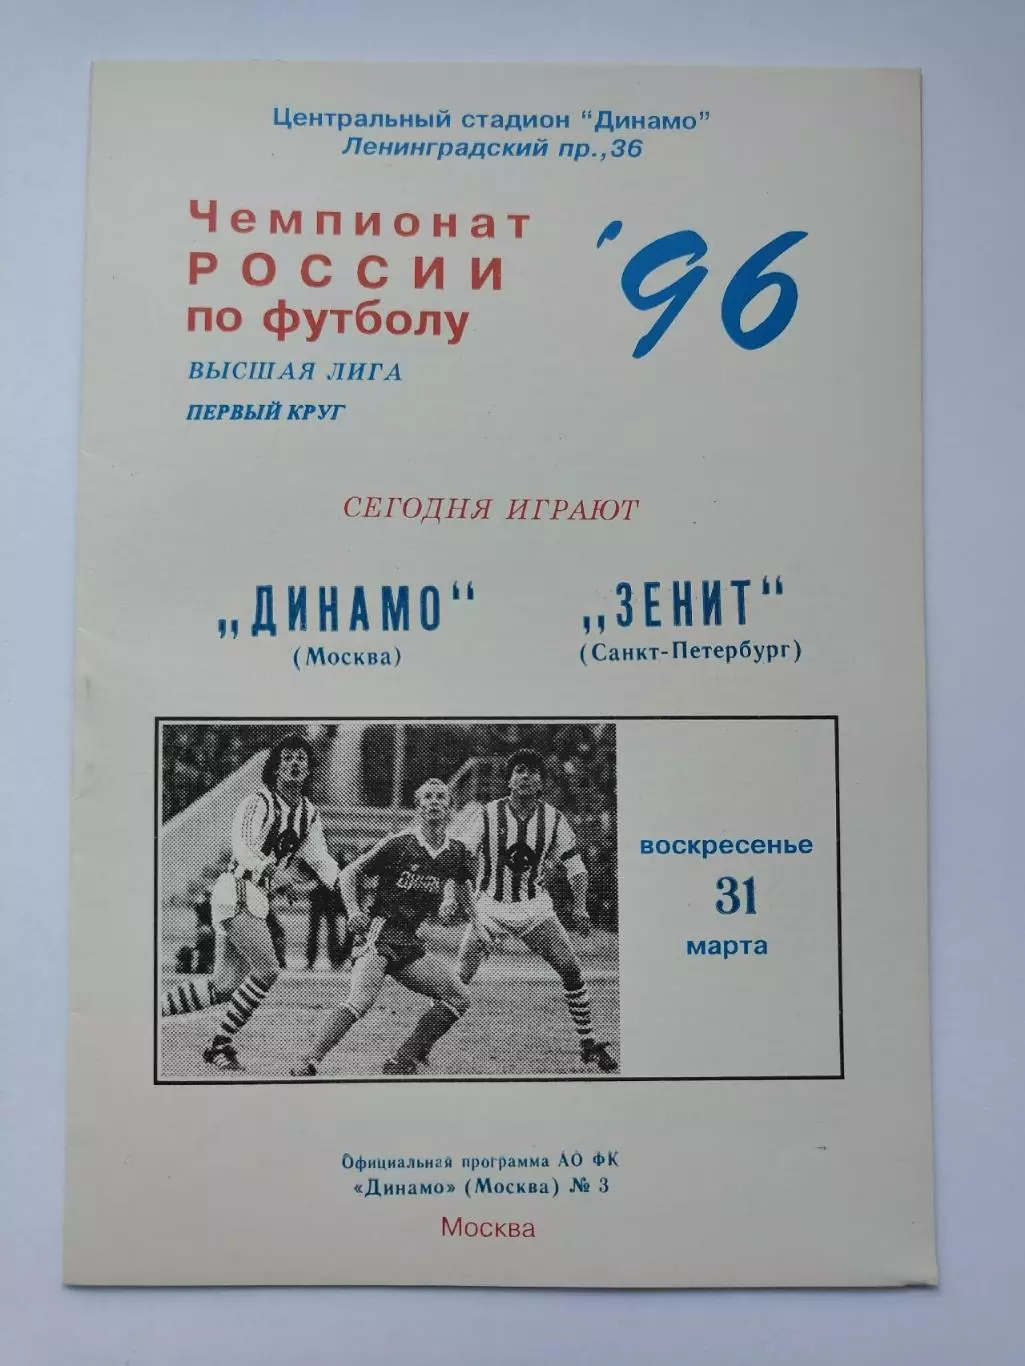 Центральный стадион "Динамо"
Ленинградский пр.,36
Чемпионат
РОССИИ
по футболу
'96
ВЫСШАЯ ЛИГА
ПЕРВЫЙ КРУГ
СЕГОДНЯ ИГРАЮТ
„ДИНАМО“
(Москва)
„ЗЕНИТ“
(Санкт-Петербург)
воскресенье
31
марта
Официальная программа АО ФК
«Динамо» (Москва) № 3
Москва